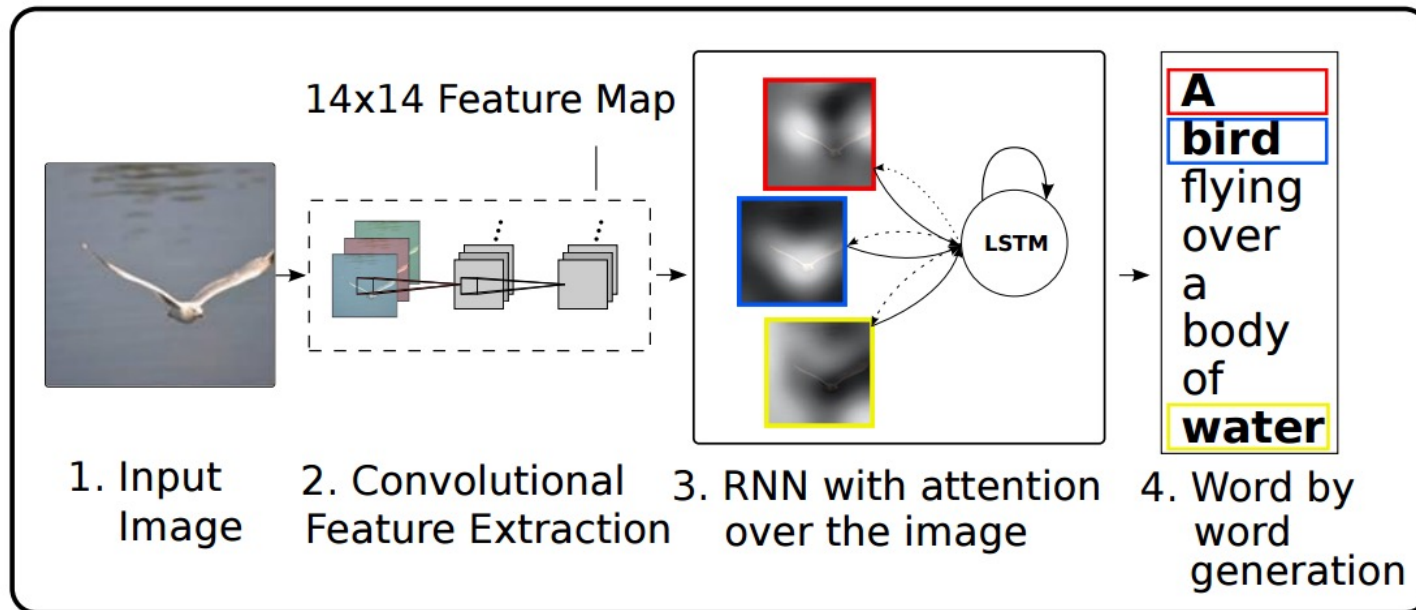 14x14 Feature Map
LSTM
A
bird
flying
over
a
body
of
water
1. Input
Image
2. Convolutional
Feature Extraction
3. RNN with attention
over the image
4. Word by
word
generation